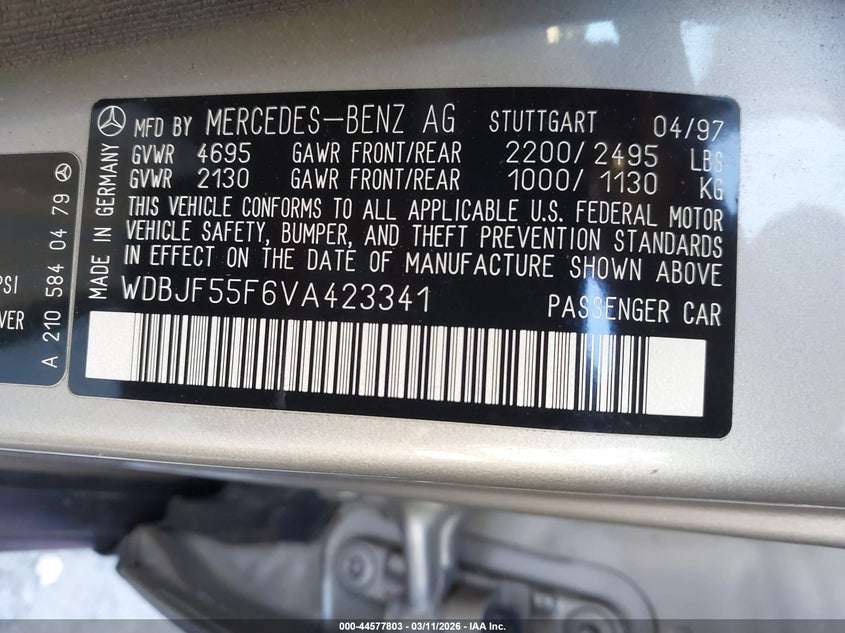 MFD BY MERCEDES-BENZ AG STUTTGART 04/97
GVWR 4695 GAWR FRONT/REAR 2200/ 2495 LBS
GVWR 2130 GAWR FRONT/REAR 1000/ 1130 KG
THIS VEHICLE CONFORMS TO ALL APPLICABLE U.S. FEDERAL MOTOR
VEHICLE SAFETY, BUMPER, AND THEFT PREVENTION STANDARDS
IN EFFECT ON THE DATE OF MANUFACTURE SHOWN ABOVE
WDBJF55F6VA423341 PASSENGER CAR
MADE IN GERMANY
A 210 584 04 79
PSI
000-44577803 - 03/11/2026 - IAA Inc.